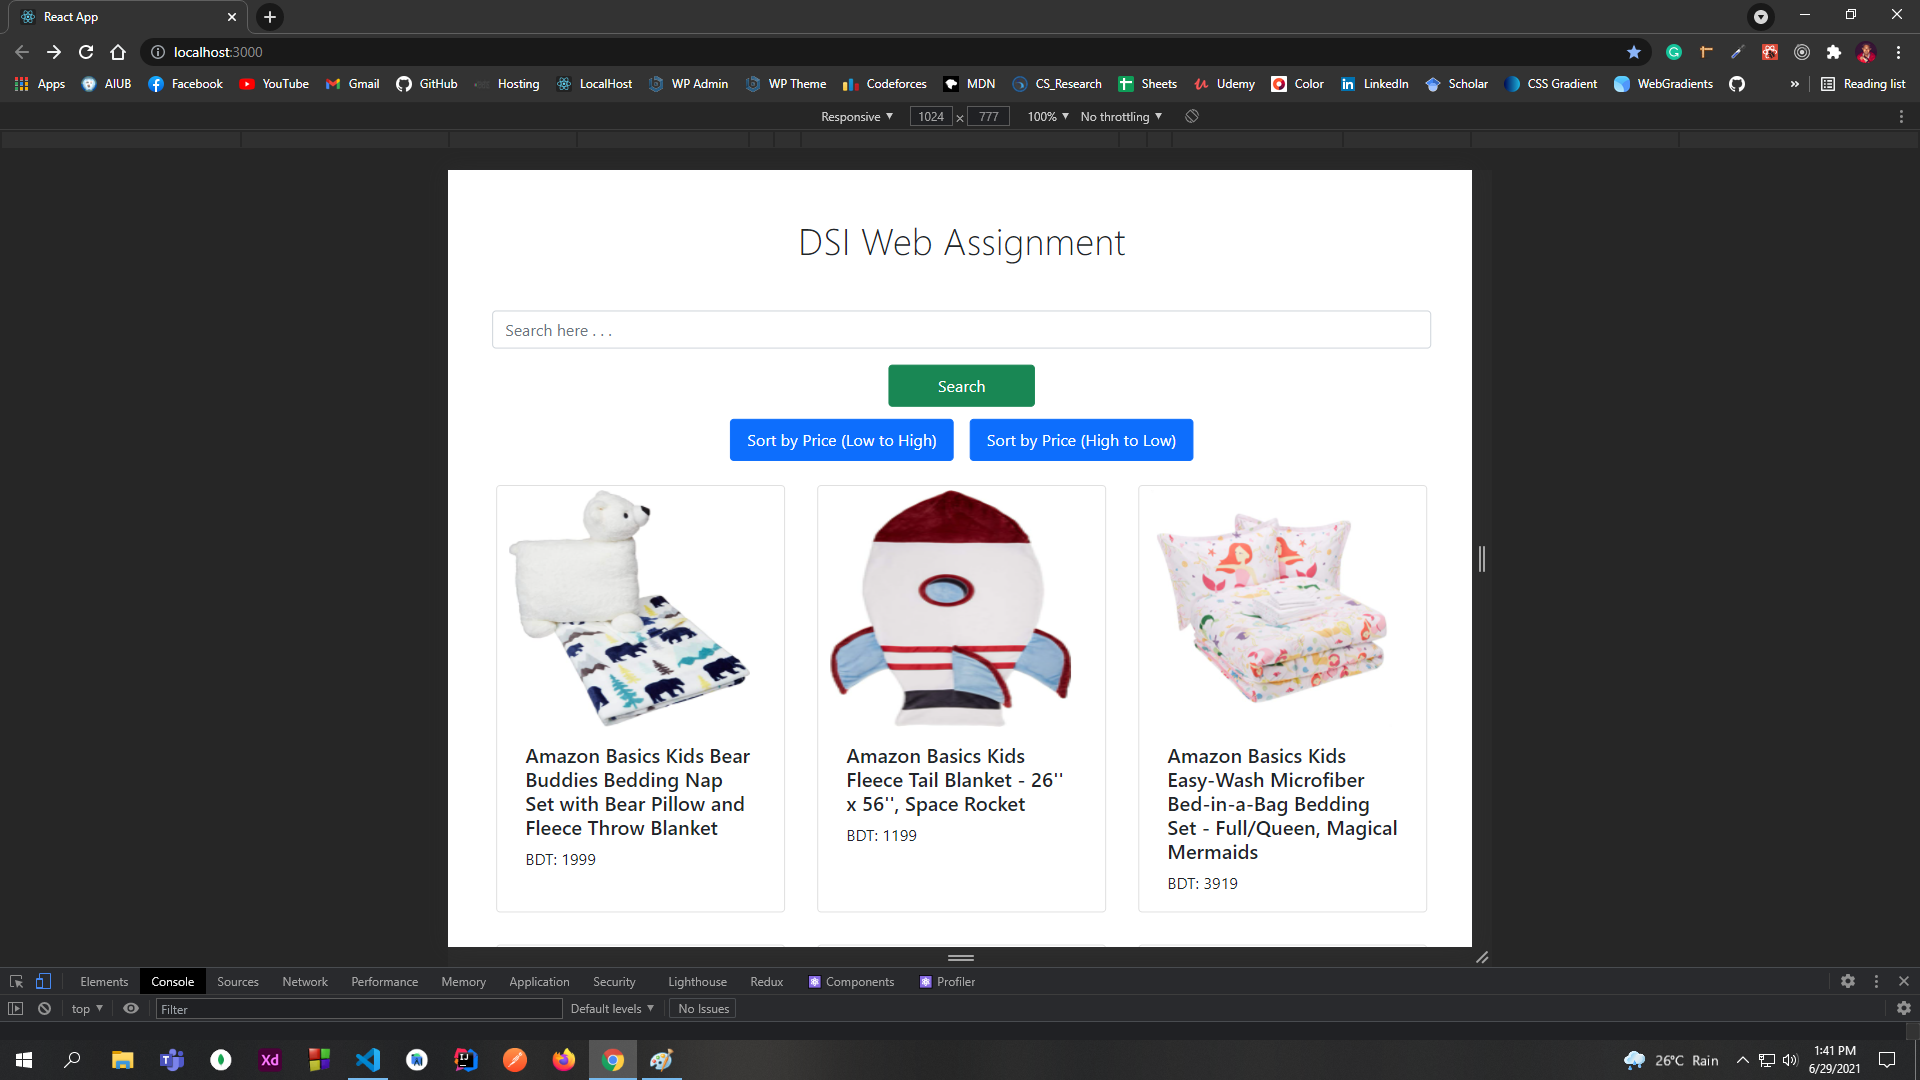 React App
localhost:3000
Apps AIUB Facebook YouTube Gmail GitHub Hosting LocalHost WP Admin WP Theme Codeforces MDN CS_Research Sheets Udemy Color LinkedIn Scholar CSS Gradient WebGradients » Reading list
Responsive 1024 × 777 100% No throttling
DSI Web Assignment
Search here . . .
Search
Sort by Price (Low to High) Sort by Price (High to Low)
Amazon Basics Kids Bear
Buddies Bedding Nap
Set with Bear Pillow and
Fleece Throw Blanket
BDT: 1999
Amazon Basics Kids
Fleece Tail Blanket - 26''
x 56'', Space Rocket
BDT: 1199
Amazon Basics Kids
Easy-Wash Microfiber
Bed-in-a-Bag Bedding
Set - Full/Queen, Magical
Mermaids
BDT: 3919
Elements Console Sources Network Performance Memory Application Security Lighthouse Redux Components Profiler
top Filter Default levels No Issues
Xd
26°C Rain
1:41 PM
6/29/2021